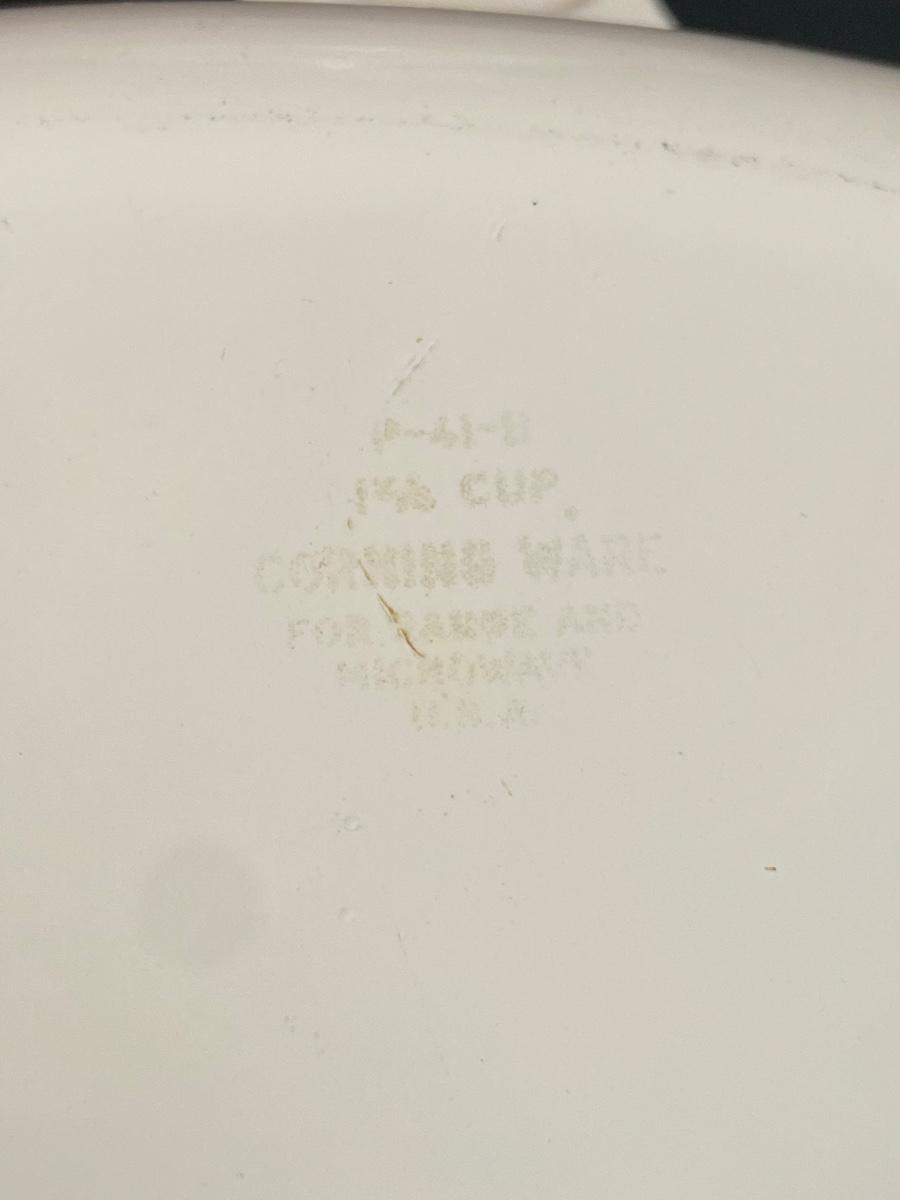 P-41-B
1¾ CUP
CORNING WARE
FOR RANGE AND
MICROWAVE
U.S.A.